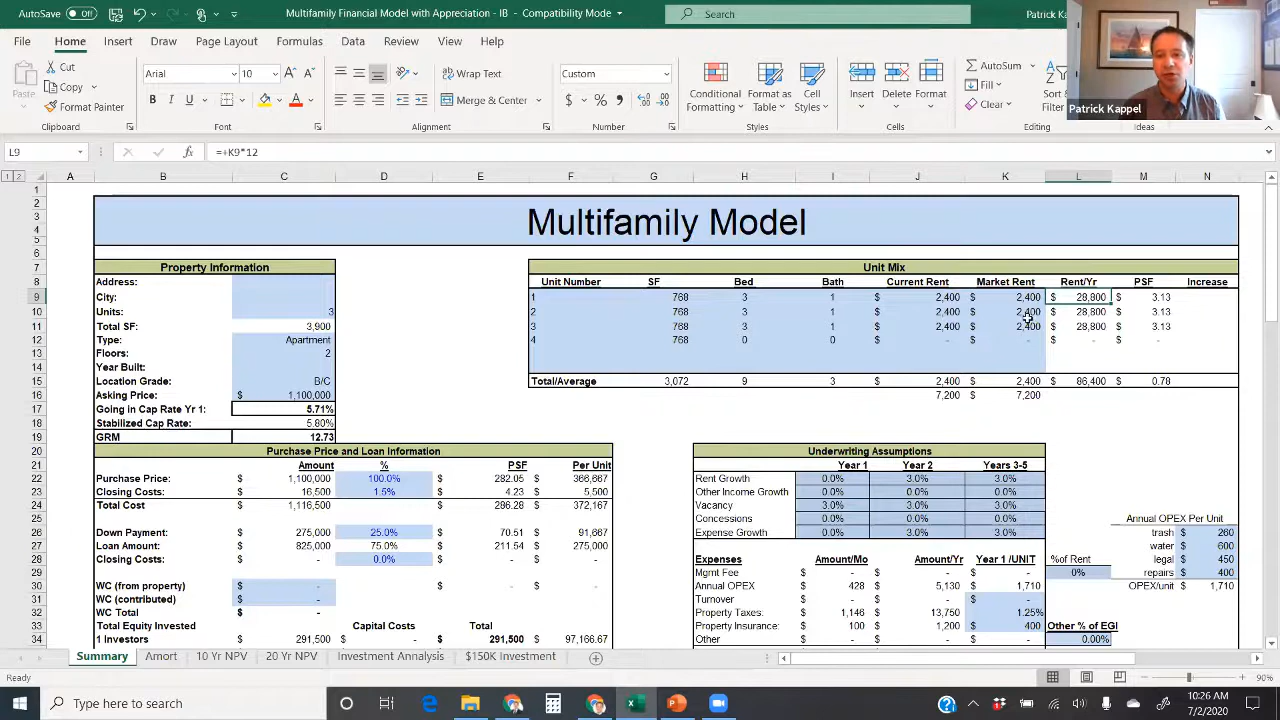 AutoSave Off Multifamily Financial Model with Appreciation - IB - Compatibility Mode Search Patrick Kap
File Home Insert Draw Page Layout Formulas Data Review View Help
Cut Arial 10 Wrap Text Custom AutoSum
Paste Copy Fill
Format Painter Merge & Center Conditional Formatting Format as Table Cell Styles Insert Delete Format Clear Sort Fi
Clipboard Font Alignment Number Styles Cells Editing Ideas
Patrick Kappel
L9 fx =+K9*12
A B C D E F G H I J K L M N
Multifamily Model
Property Information Unit Mix
Address: Unit Number SF Bed Bath Current Rent Market Rent Rent/Yr PSF Increase
City: 1 768 3 1 $ 2,400 $ 2,400 $ 28,800 $ 3.13
Units: 3 2 768 3 1 $ 2,400 $ 2,400 $ 28,800 $ 3.13
Total SF: 3,900 3 768 3 1 $ 2,400 $ 2,400 $ 28,800 $ 3.13
Type: Apartment 4 768 0 0 $ - $ - $ - $ -
Floors: 2
Year Built:
Location Grade: B/C Total/Average 3,072 9 3 $ 2,400 $ 2,400 $ 86,400 $ 0.78
Asking Price: $ 1,100,000 7,200 $ 7,200
Going in Cap Rate Yr 1: 5.71%
Stabilized Cap Rate: 5.80%
GRM 12.73
Purchase Price and Loan Information Underwriting Assumptions
Amount % PSF Per Unit Year 1 Year 2 Years 3-5
Purchase Price: $ 1,100,000 100.0% $ 282.05 $ 366,667 Rent Growth 0.0% 3.0% 3.0%
Closing Costs: $ 16,500 1.5% $ 4.23 $ 5,500 Other Income Growth 0.0% 0.0% 0.0%
Total Cost $ 1,116,500 $ 286.28 $ 372,167 Vacancy 3.0% 3.0% 3.0%
Concessions 0.0% 0.0% 0.0% Annual OPEX Per Unit
Down Payment: $ 275,000 25.0% $ 70.51 $ 91,667 Expense Growth 0.0% 3.0% 3.0% trash $ 260
Loan Amount: $ 825,000 75.0% $ 211.54 $ 275,000 water $ 600
Closing Costs: $ - 0.0% $ - $ - Expenses Amount/Mo Amount/Yr Year 1 /UNIT %of Rent legal $ 450
Mgmt Fee $ - $ - $ - 0% repairs $ 400
WC (from property) $ - $ - $ - Annual OPEX $ 428 $ 5,130 $ 1,710 OPEX/unit $ 1,710
WC (contributed) $ - Turnover $ - $ - $ -
WC Total $ - Property Taxes: $ 1,146 $ 13,750 1.25%
Total Equity Invested Capital Costs Total Property Insurance: $ 100 $ 1,200 $ 400 Other % of EGI
1 Investors $ 291,500 $ - $ 291,500 $ 97,166.67 Other $ - $ - $ - 0.00%
Summary Amort 10 Yr NPV 20 Yr NPV Investment Analysis $150K Investment
Ready 90%
Type here to search 10:26 AM
7/2/2020